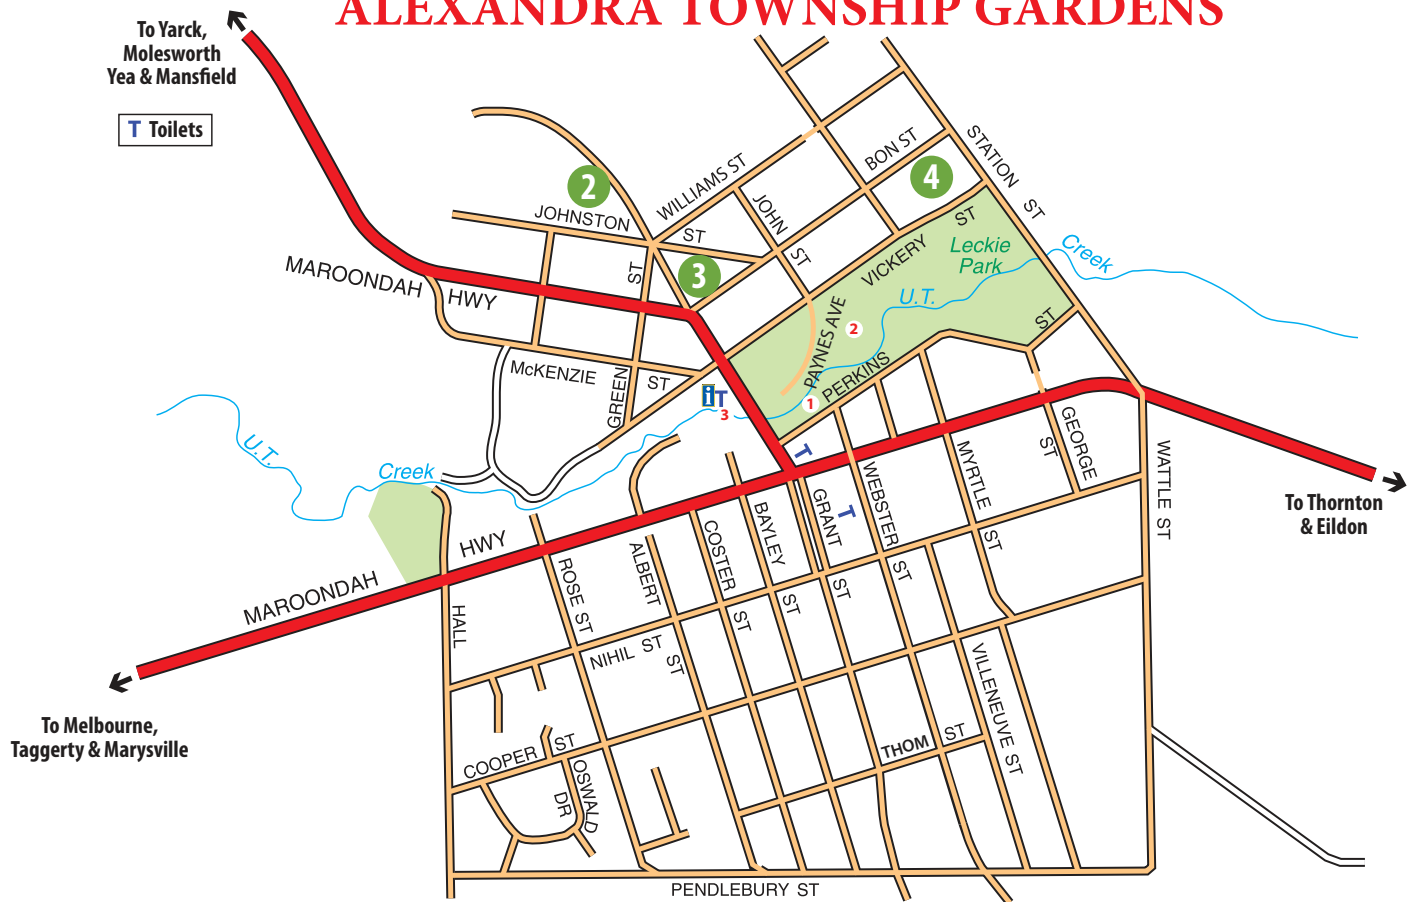 ALEXANDRA TOWNSHIP GARDENS
To Yarck,
Molesworth
Yea & Mansfield
T Toilets
2
WILLIAMS ST
BON ST
4
STATION ST
JOHNSTON ST
JOHN ST
ST
3
VICKERY ST
Leckie
Park
Creek
U.T.
MAROONDAH HWY
PAYNES AVE
2
PERKINS ST
McKENZIE ST
GREEN
i T
3
1
T
U.T.
Creek
GEORGE ST
MYRTLE ST
WATTLE ST
WEBSTER ST
GRANT ST
T
BAYLEY ST
COSTER ST
ALBERT ST
ROSE ST
MAROONDAH HWY
HALL
NIHIL ST
To Thornton
& Eildon
To Melbourne,
Taggerty & Marysville
VILLENEUVE ST
THOM ST
COOPER ST
OSWALD
DR
PENDLEBURY ST